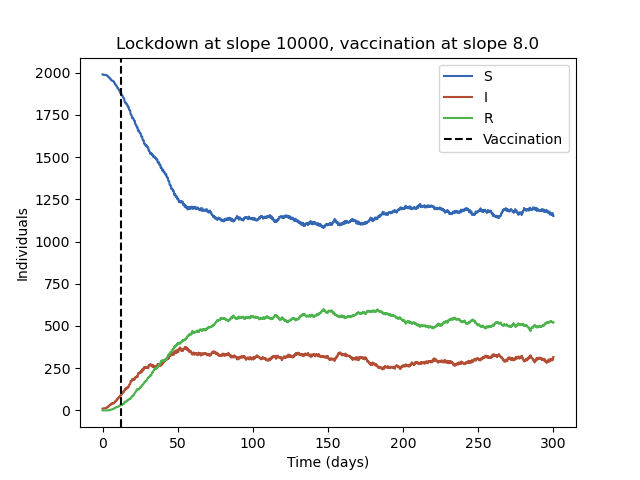 Lockdown at slope 10000, vaccination at slope 8.0
2000
1750
1500
1250
1000
750
500
250
0
Individuals
S
I
R
Vaccination
0 50 100 150 200 250 300
Time (days)